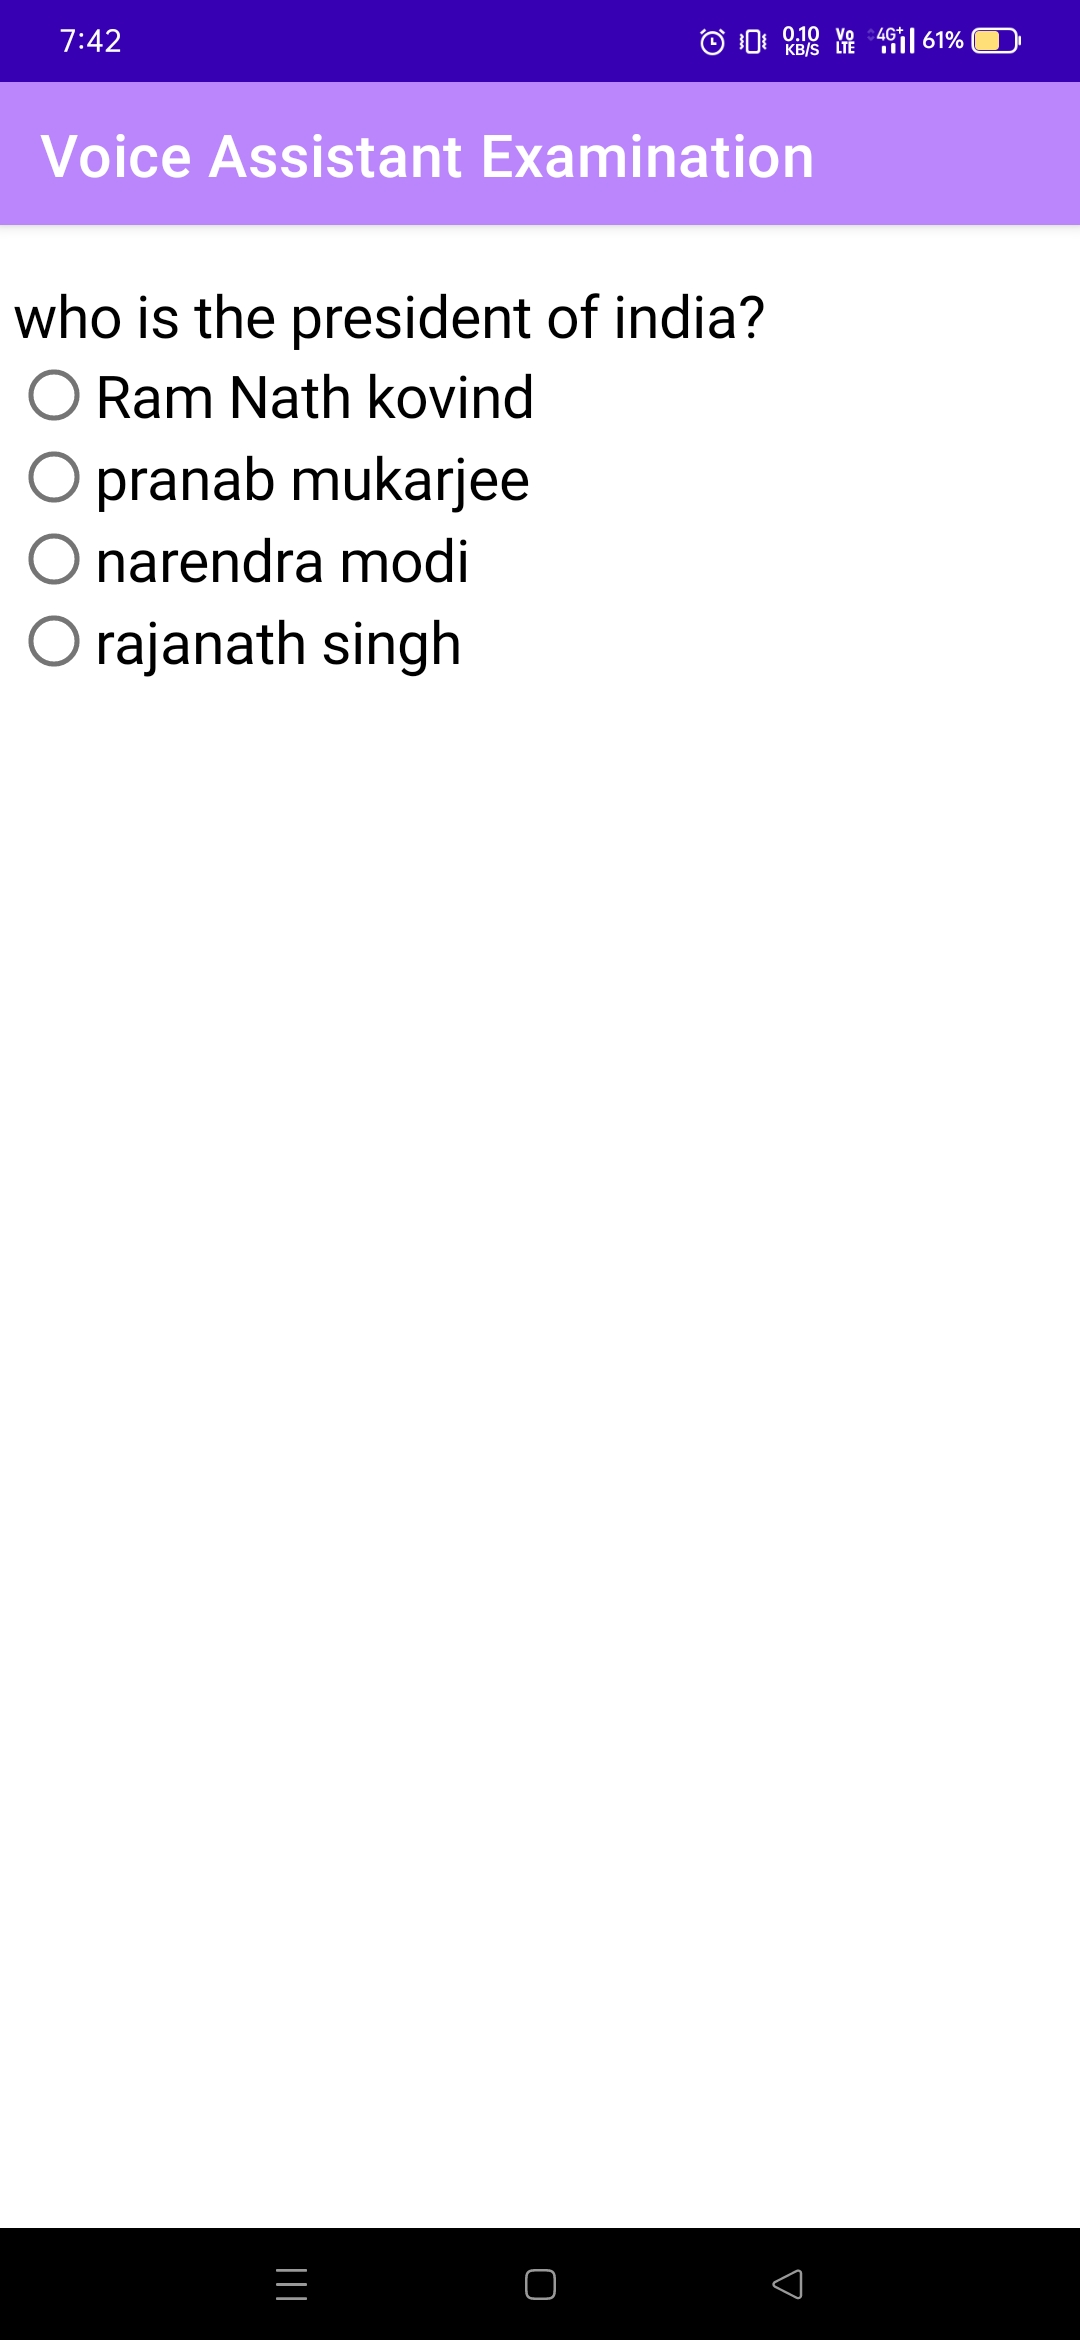 7:42 0.10 KB/S Vo LTE 4G+ 61%
Voice Assistant Examination
who is the president of india?
Ram Nath kovind
pranab mukarjee
narendra modi
rajanath singh